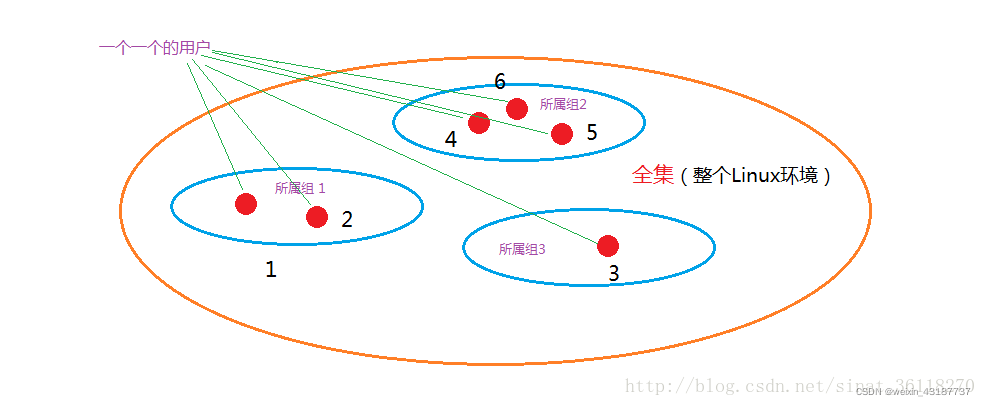 一个一个的用户
6
所属组2
4
5
全集（整个Linux环境）
所属组 1
2
所属组3
1
3
http://blog.csdn.net/sinat_36118270
CSDN @weixin_43187737